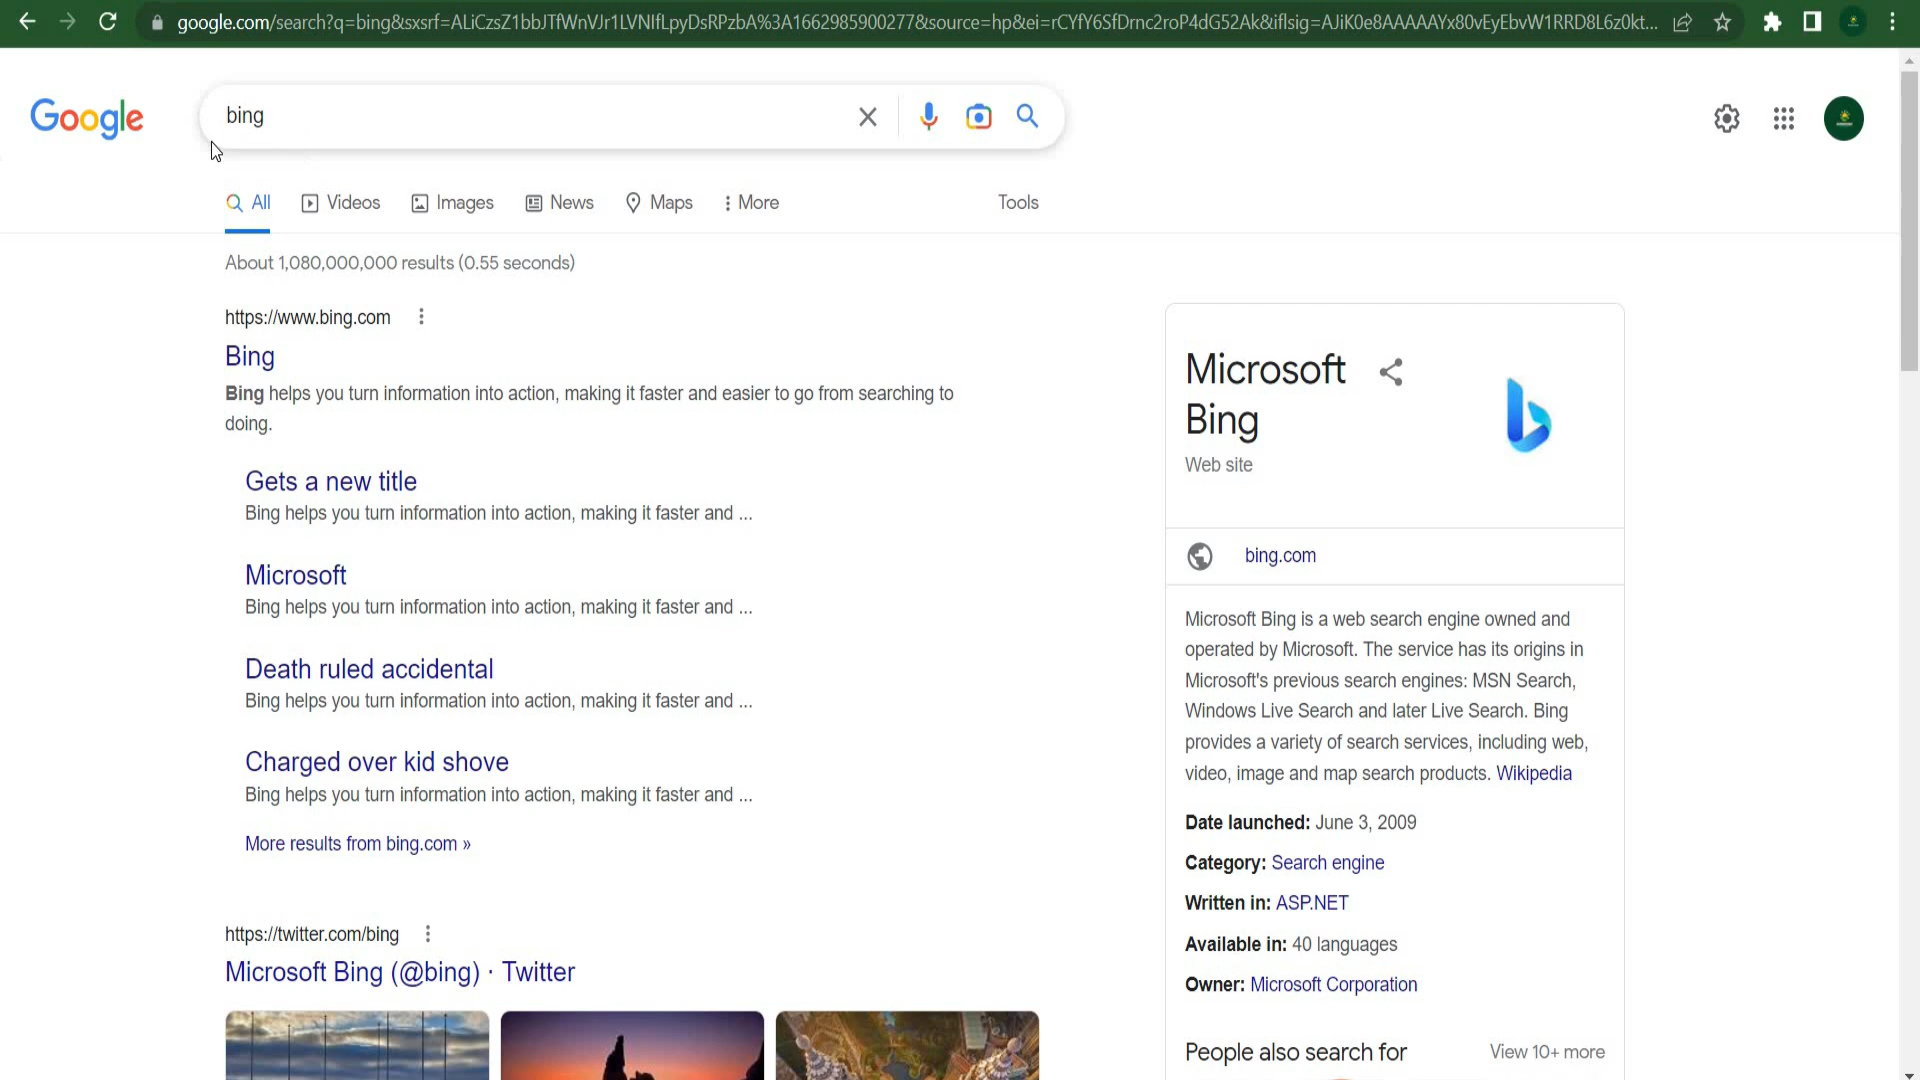 google.com/search?q=bing&sxsrf=ALiCzsZ1bbJTfWnVJr1LVNIfLpyDsRPzbA%3A1662985900277&source=hp&ei=rCYfY6SfDrnc2roP4dG52Ak&iflsig=AJiK0e8AAAAAYx80vEyEbvW1RRD8L6z0kt...
Google
bing
All Videos Images News Maps More Tools
About 1,080,000,000 results (0.55 seconds)
https://www.bing.com
Bing
Bing helps you turn information into action, making it faster and easier to go from searching to
doing.
Gets a new title
Bing helps you turn information into action, making it faster and ...
Microsoft
Bing helps you turn information into action, making it faster and ...
Death ruled accidental
Bing helps you turn information into action, making it faster and ...
Charged over kid shove
Bing helps you turn information into action, making it faster and ...
More results from bing.com »
https://twitter.com/bing
Microsoft Bing (@bing) · Twitter
Microsoft
Bing
Web site
bing.com
Microsoft Bing is a web search engine owned and
operated by Microsoft. The service has its origins in
Microsoft's previous search engines: MSN Search,
Windows Live Search and later Live Search. Bing
provides a variety of search services, including web,
video, image and map search products. Wikipedia
Date launched: June 3, 2009
Category: Search engine
Written in: ASP.NET
Available in: 40 languages
Owner: Microsoft Corporation
People also search for View 10+ more